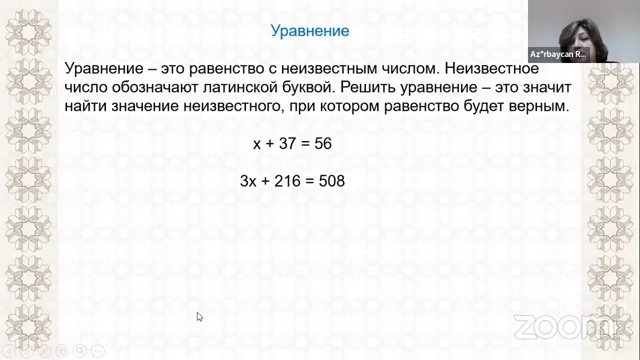 Уравнение
Az*rbaycan R...
Уравнение – это равенство с неизвестным числом. Неизвестное
число обозначают латинской буквой. Решить уравнение – это значит
найти значение неизвестного, при котором равенство будет верным.
x + 37 = 56
3x + 216 = 508
zoom